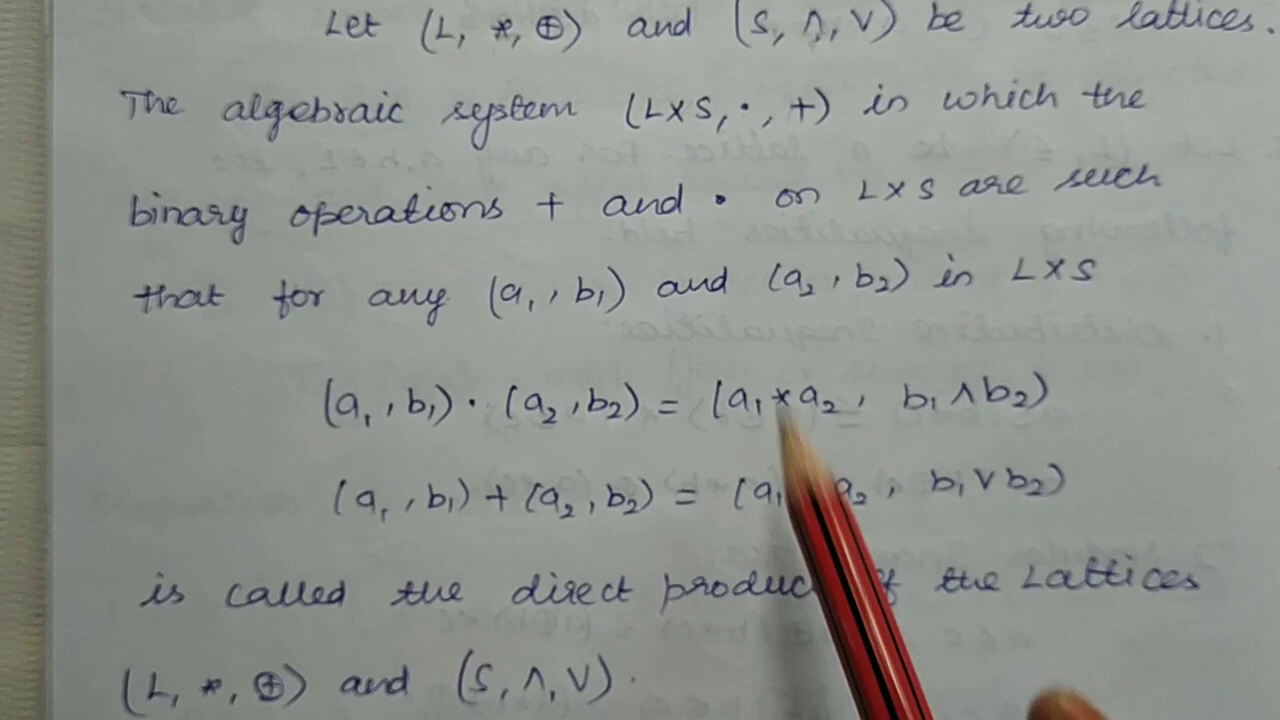 Let (L, *, ⊕) and (S, ∧, ∨) be two lattices.
The algebraic system (L×S, ·, +) in which the
binary operations + and · on L×S are such
that for any (a₁, b₁) and (a₂, b₂) in L×S
(a₁, b₁) · (a₂, b₂) = (a₁ * a₂, b₁ ∧ b₂)
(a₁, b₁) + (a₂, b₂) = (a₁ a₂, b₁ ∨ b₂)
is called the direct produc the Lattices
(L, *, ⊕) and (S, ∧, ∨).